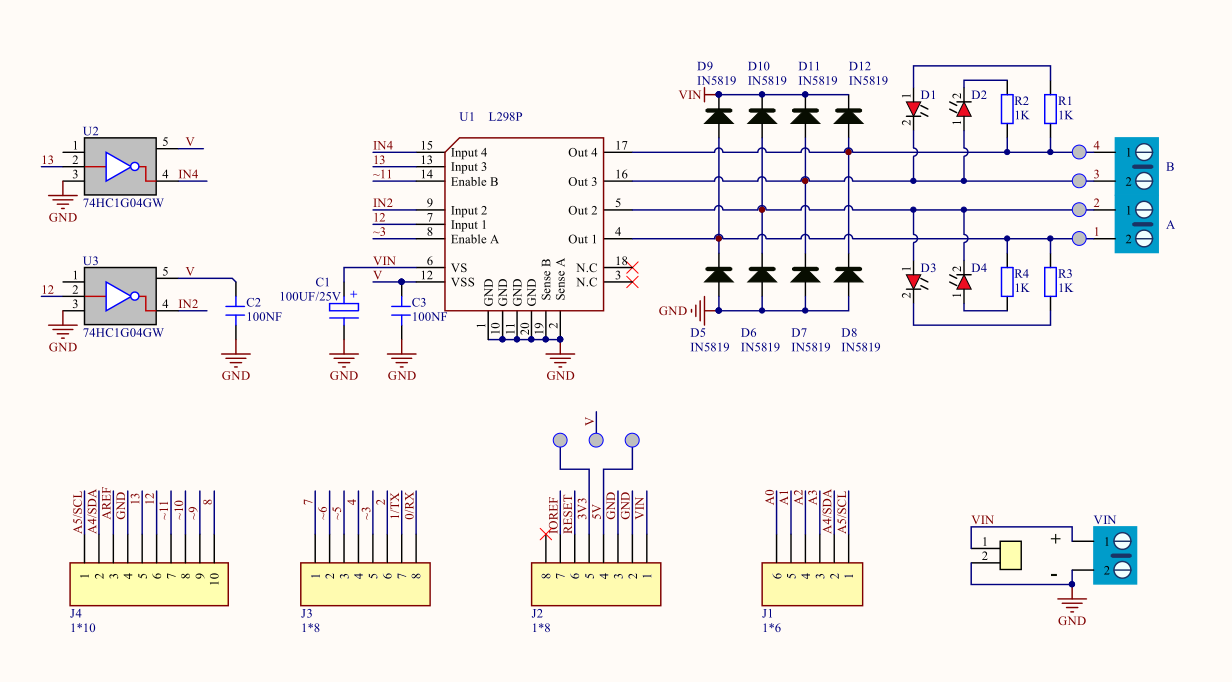 U2
1
2
3
13
5
V
4
IN4
GND
74HC1G04GW
U3
1
2
3
12
5
V
4
IN2
GND
74HC1G04GW
C2
100NF
GND
U1 L298P
IN4 15 Input 4
13 13 Input 3
~11 14 Enable B
IN2 9 Input 2
12 7 Input 1
~3 8 Enable A
VIN 6 VS
V 12 VSS
Out 4 17
Out 3 16
Out 2 5
Out 1 4
N.C 18
N.C 3
GND
GND
GND
GND
Sense B
Sense A
1
10
11
20
19
2
GND
C1
100UF/25V
+
GND
C3
100NF
GND
D9
IN5819
D10
IN5819
D11
IN5819
D12
IN5819
VIN
GND
D5
IN5819
D6
IN5819
D7
IN5819
D8
IN5819
D1
1
2
D2
2
1
R2
1K
R1
1K
D3
1
2
D4
2
1
R4
1K
R3
1K
4
3
2
1
1
2
1
2
B
A
V
A5/SCL
A4/SDA
AREF
GND
13
12
~11
~10
~9
8
1
2
3
4
5
6
7
8
9
10
J4
1*10
7
~6
~5
4
~3
2
1/TX
0/RX
1
2
3
4
5
6
7
8
J3
1*8
IOREF
RESET
3V3
5V
GND
GND
VIN
8
7
6
5
4
3
2
1
J2
1*8
A0
A1
A2
A3
A4/SDA
A5/SCL
6
5
4
3
2
1
J1
1*6
VIN
1
2
+
-
VIN
1
2
GND